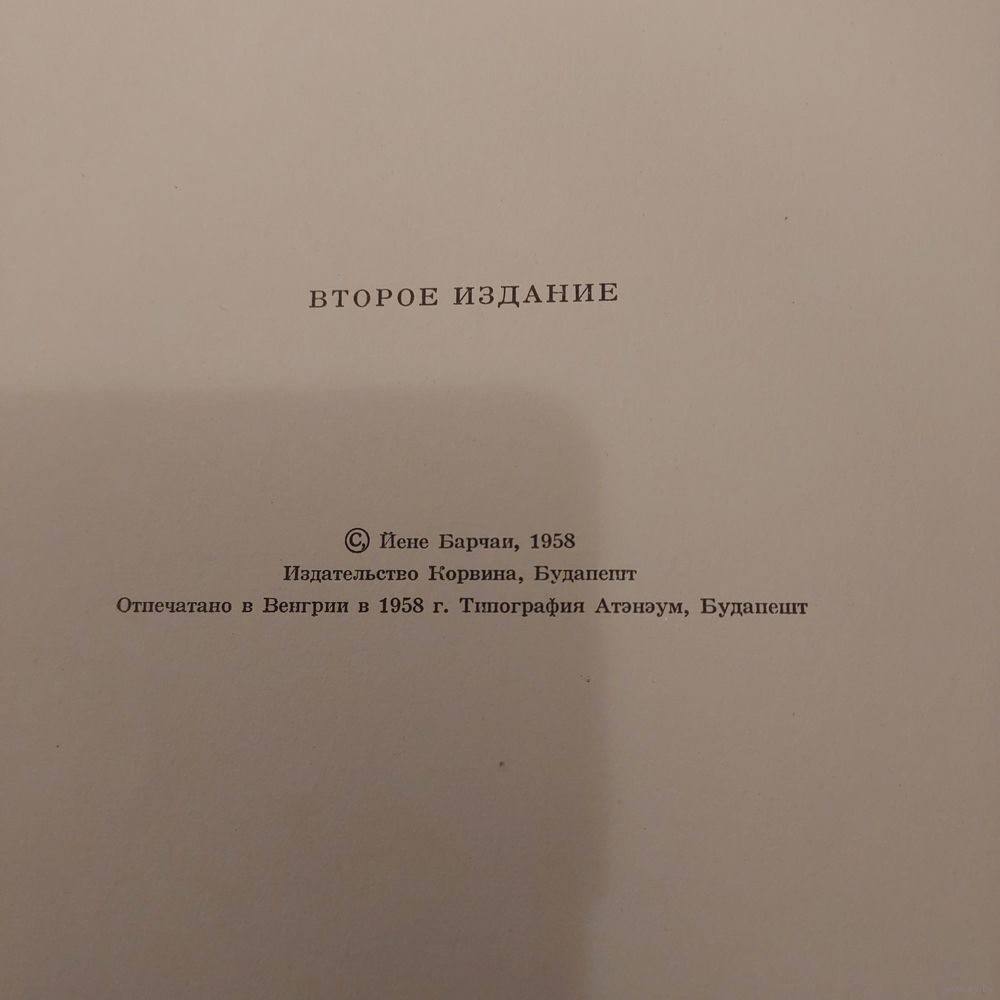 ВТОРОЕ ИЗДАНИЕ
© Йене Барчаи, 1958
Издательство Корвина, Будапешт
Отпечатано в Венгрии в 1958 г. Типография Атэнэум, Будапешт